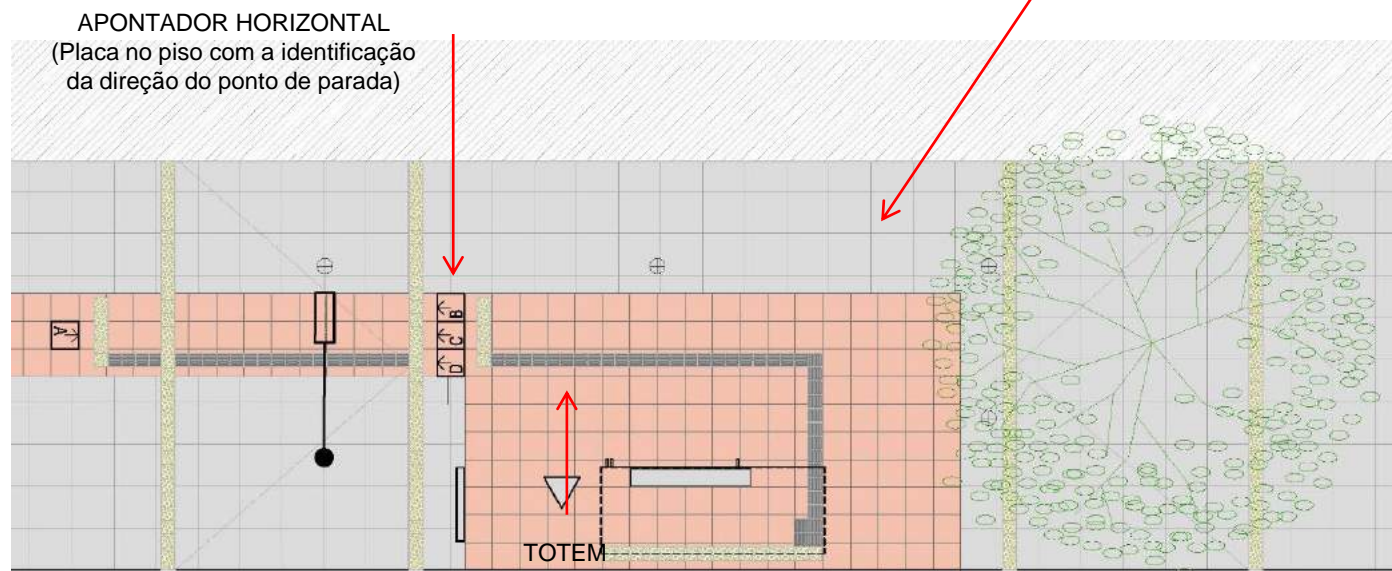 APONTADOR HORIZONTAL
(Placa no piso com a identificação
da direção do ponto de parada)
A
B
C
D
TOTEM